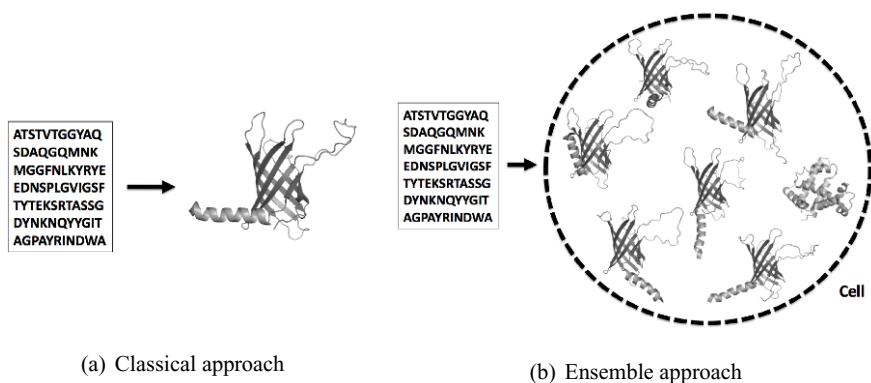 ATSTVTGGYAQ
SDAQGQMNK
MGGFNLKYRYE
EDNSPLGVIGSF
TYTEKSRTASSG
DYNKNQYYGIT
AGPAYRINDWA
ATSTVTGGYAQ
SDAQGQMNK
MGGFNLKYRYE
EDNSPLGVIGSF
TYTEKSRTASSG
DYNKNQYYGIT
AGPAYRINDWA
Cell
(a) Classical approach
(b) Ensemble approach